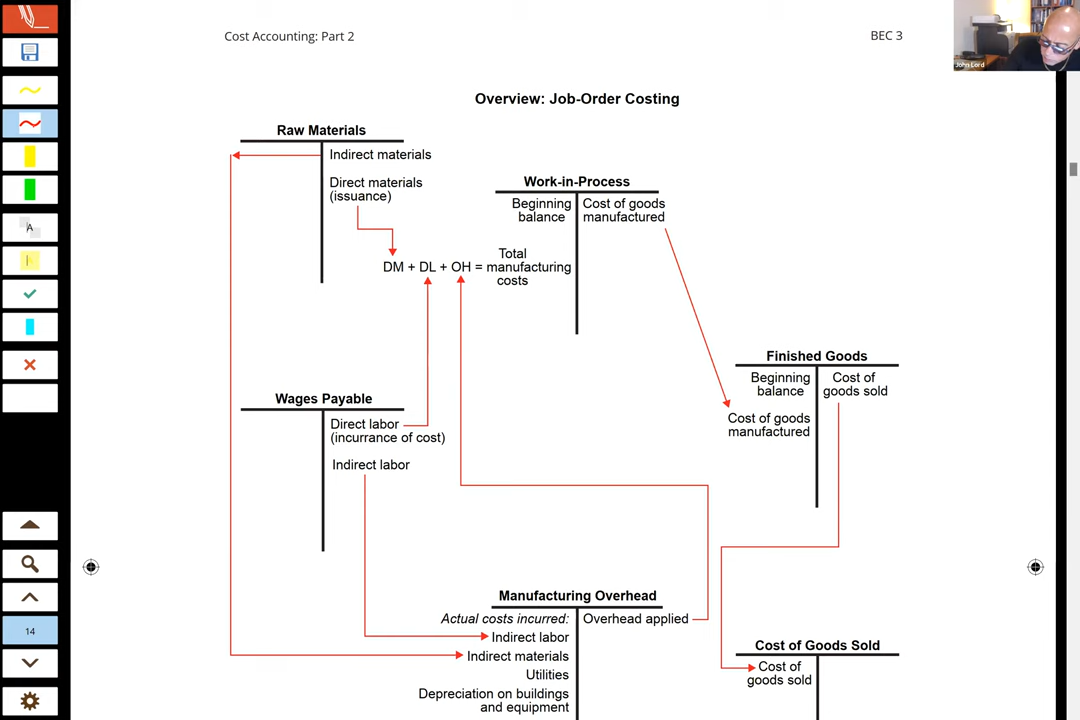 Cost Accounting: Part 2
BEC 3
John Lord
Overview: Job-Order Costing
Raw Materials
Indirect materials
Direct materials
(issuance)
Work-in-Process
Beginning
balance
Cost of goods
manufactured
DM + DL + OH =
Total
manufacturing
costs
Finished Goods
Beginning
balance
Cost of
goods sold
Cost of goods
manufactured
Wages Payable
Direct labor
(incurrance of cost)
Indirect labor
Manufacturing Overhead
Actual costs incurred:
Overhead applied
Indirect labor
Indirect materials
Utilities
Depreciation on buildings
and equipment
Cost of Goods Sold
Cost of
goods sold
A
14